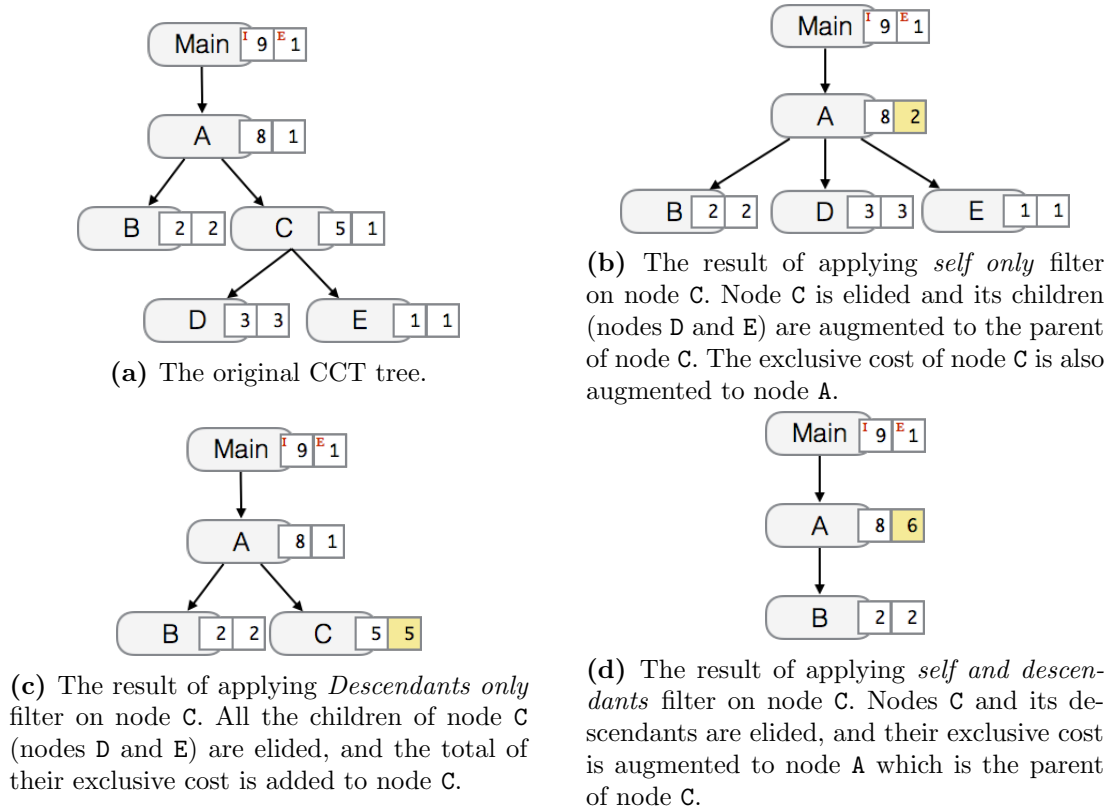 Main I 9 E 1
A 8 1
B 2 2 C 5 1
D 3 3 E 1 1
(a) The original CCT tree.
Main I 9 E 1
A 8 2
B 2 2 D 3 3 E 1 1
(b) The result of applying self only filter
on node C. Node C is elided and its children
(nodes D and E) are augmented to the parent
of node C. The exclusive cost of node C is also
augmented to node A.
Main I 9 E 1
A 8 1
B 2 2 C 5 5
(c) The result of applying Descendants only
filter on node C. All the children of node C
(nodes D and E) are elided, and the total of
their exclusive cost is added to node C.
Main I 9 E 1
A 8 6
B 2 2
(d) The result of applying self and descen-
dants filter on node C. Nodes C and its de-
scendants are elided, and their exclusive cost
is augmented to node A which is the parent
of node C.